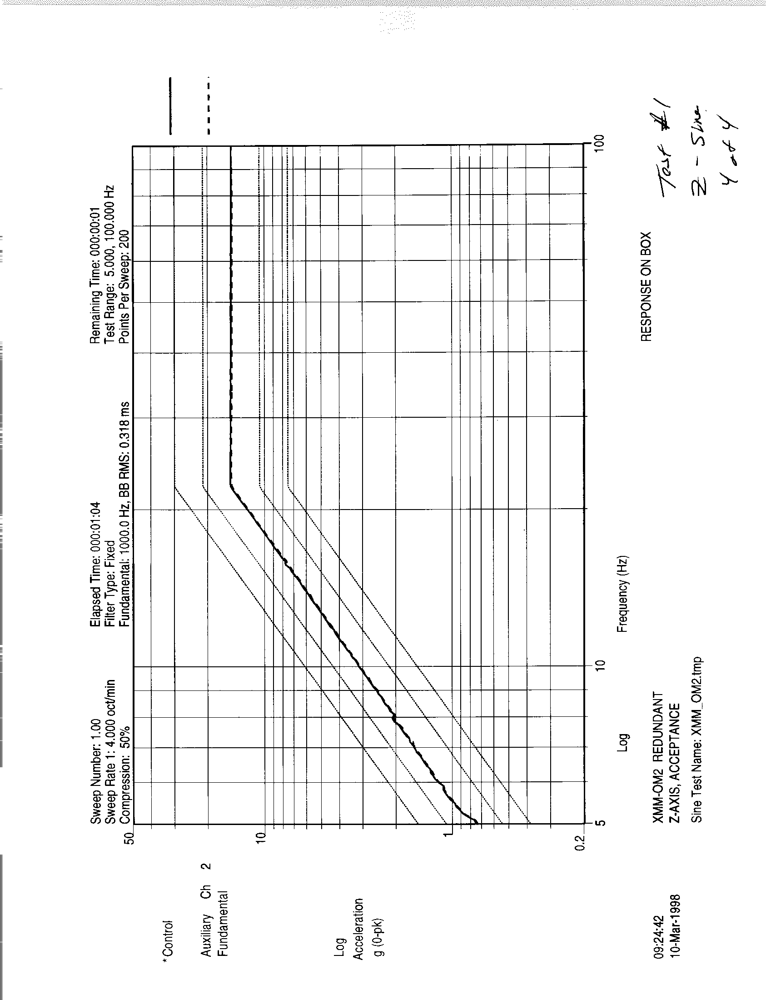 Sweep Number: 1.00
Sweep Rate 1: 4.000 oct/min
Compression: 50%
Elapsed Time: 000:01:04
Filter Type: Fixed
Fundamental: 1000.0 Hz, BB RMS: 0.318 ms
Remaining Time: 000:00:01
Test Range: 5.000, 100.000 Hz
Points Per Sweep: 200
*Control
Auxiliary Ch 2
Fundamental
Log
Acceleration
g (0-pk)
50
10
1
0.2
5
10
100
Log
Frequency (Hz)
09:24:42
10-Mar-1998
XMM-OM2 REDUNDANT
Z-AXIS, ACCEPTANCE
Sine Test Name: XMM_OM2.tmp
RESPONSE ON BOX
Test #1
Z - Sine
4 of 4